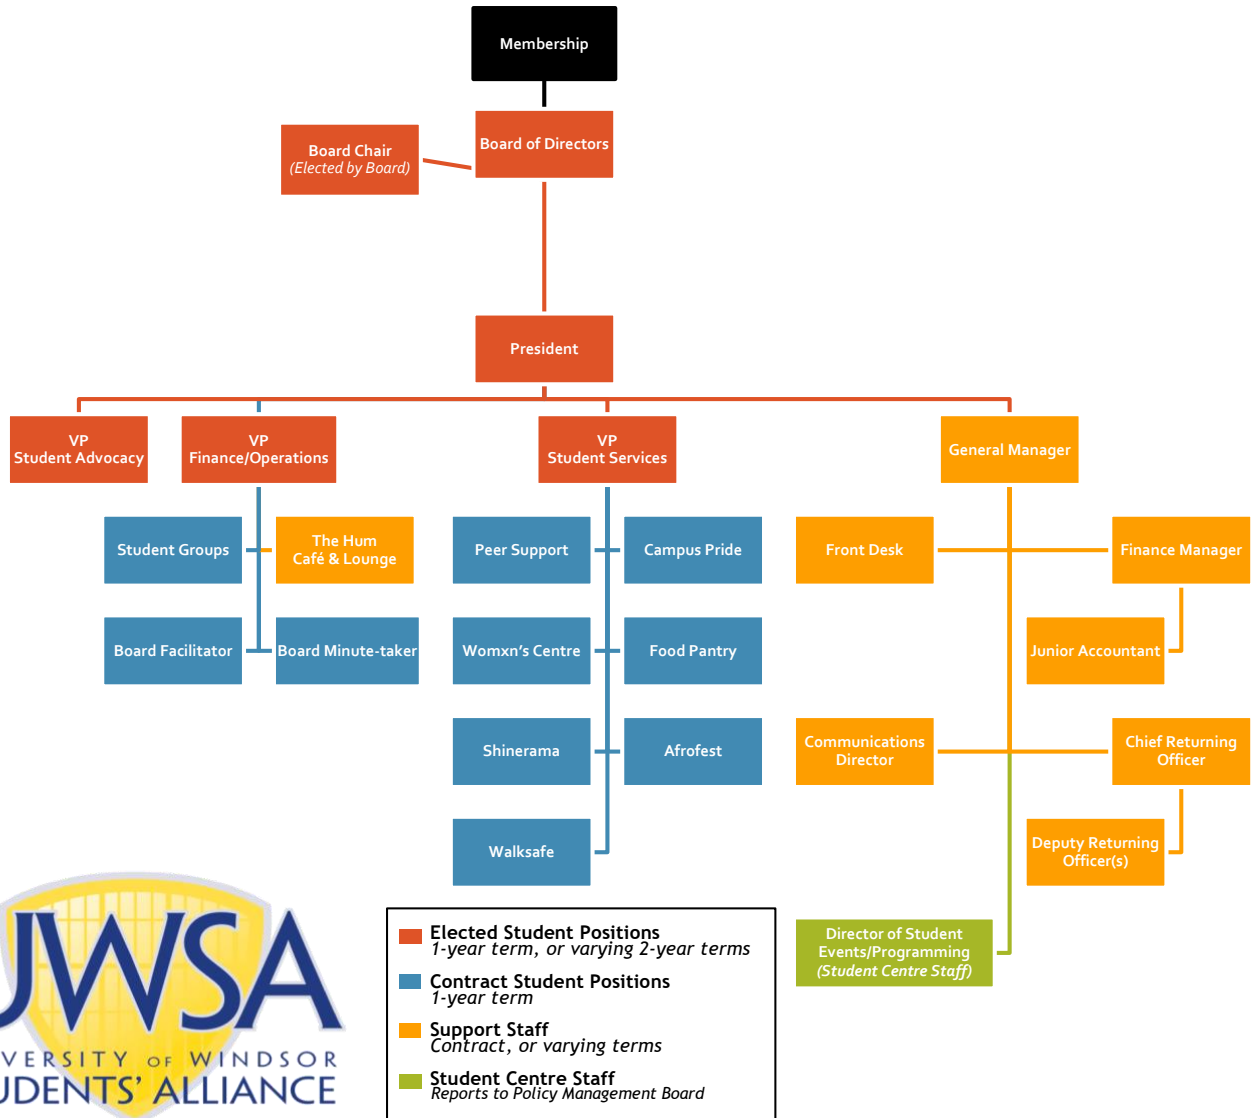 Membership
Board Chair
(Elected by Board)
Board of Directors
President
VP
Student Advocacy
VP
Finance/Operations
VP
Student Services
General Manager
Student Groups
The Hum
Café & Lounge
Peer Support
Campus Pride
Front Desk
Finance Manager
Board Facilitator
Board Minute-taker
Womxn's Centre
Food Pantry
Junior Accountant
Shinerama
Afrofest
Communications
Director
Chief Returning
Officer
Walksafe
Deputy Returning
Officer(s)
Director of Student
Events/Programming
(Student Centre Staff)
UWSA
VERSITY OF WINDSOR
UDENTS' ALLIANCE
Elected Student Positions
1-year term, or varying 2-year terms
Contract Student Positions
1-year term
Support Staff
Contract, or varying terms
Student Centre Staff
Reports to Policy Management Board